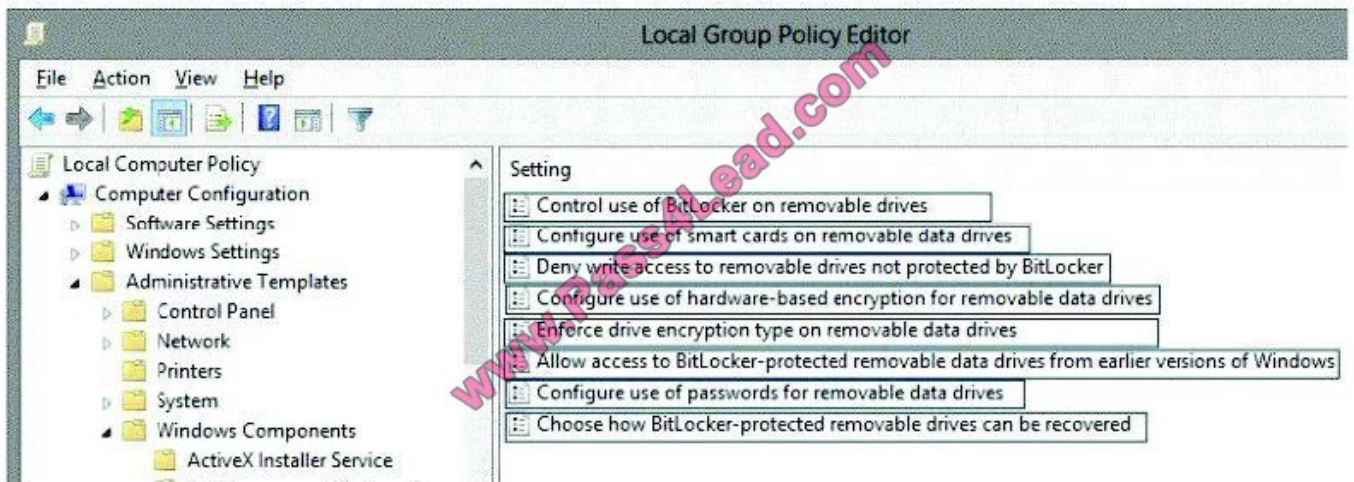 Local Group Policy Editor
File Action View Help
Local Computer Policy
Computer Configuration
Software Settings
Windows Settings
Administrative Templates
Control Panel
Network
Printers
System
Windows Components
ActiveX Installer Service
Setting
Control use of BitLocker on removable drives
Configure use of smart cards on removable data drives
Deny write access to removable drives not protected by BitLocker
Configure use of hardware-based encryption for removable data drives
Enforce drive encryption type on removable data drives
Allow access to BitLocker-protected removable data drives from earlier versions of Windows
Configure use of passwords for removable data drives
Choose how BitLocker-protected removable drives can be recovered
www.Pass4Lead.com